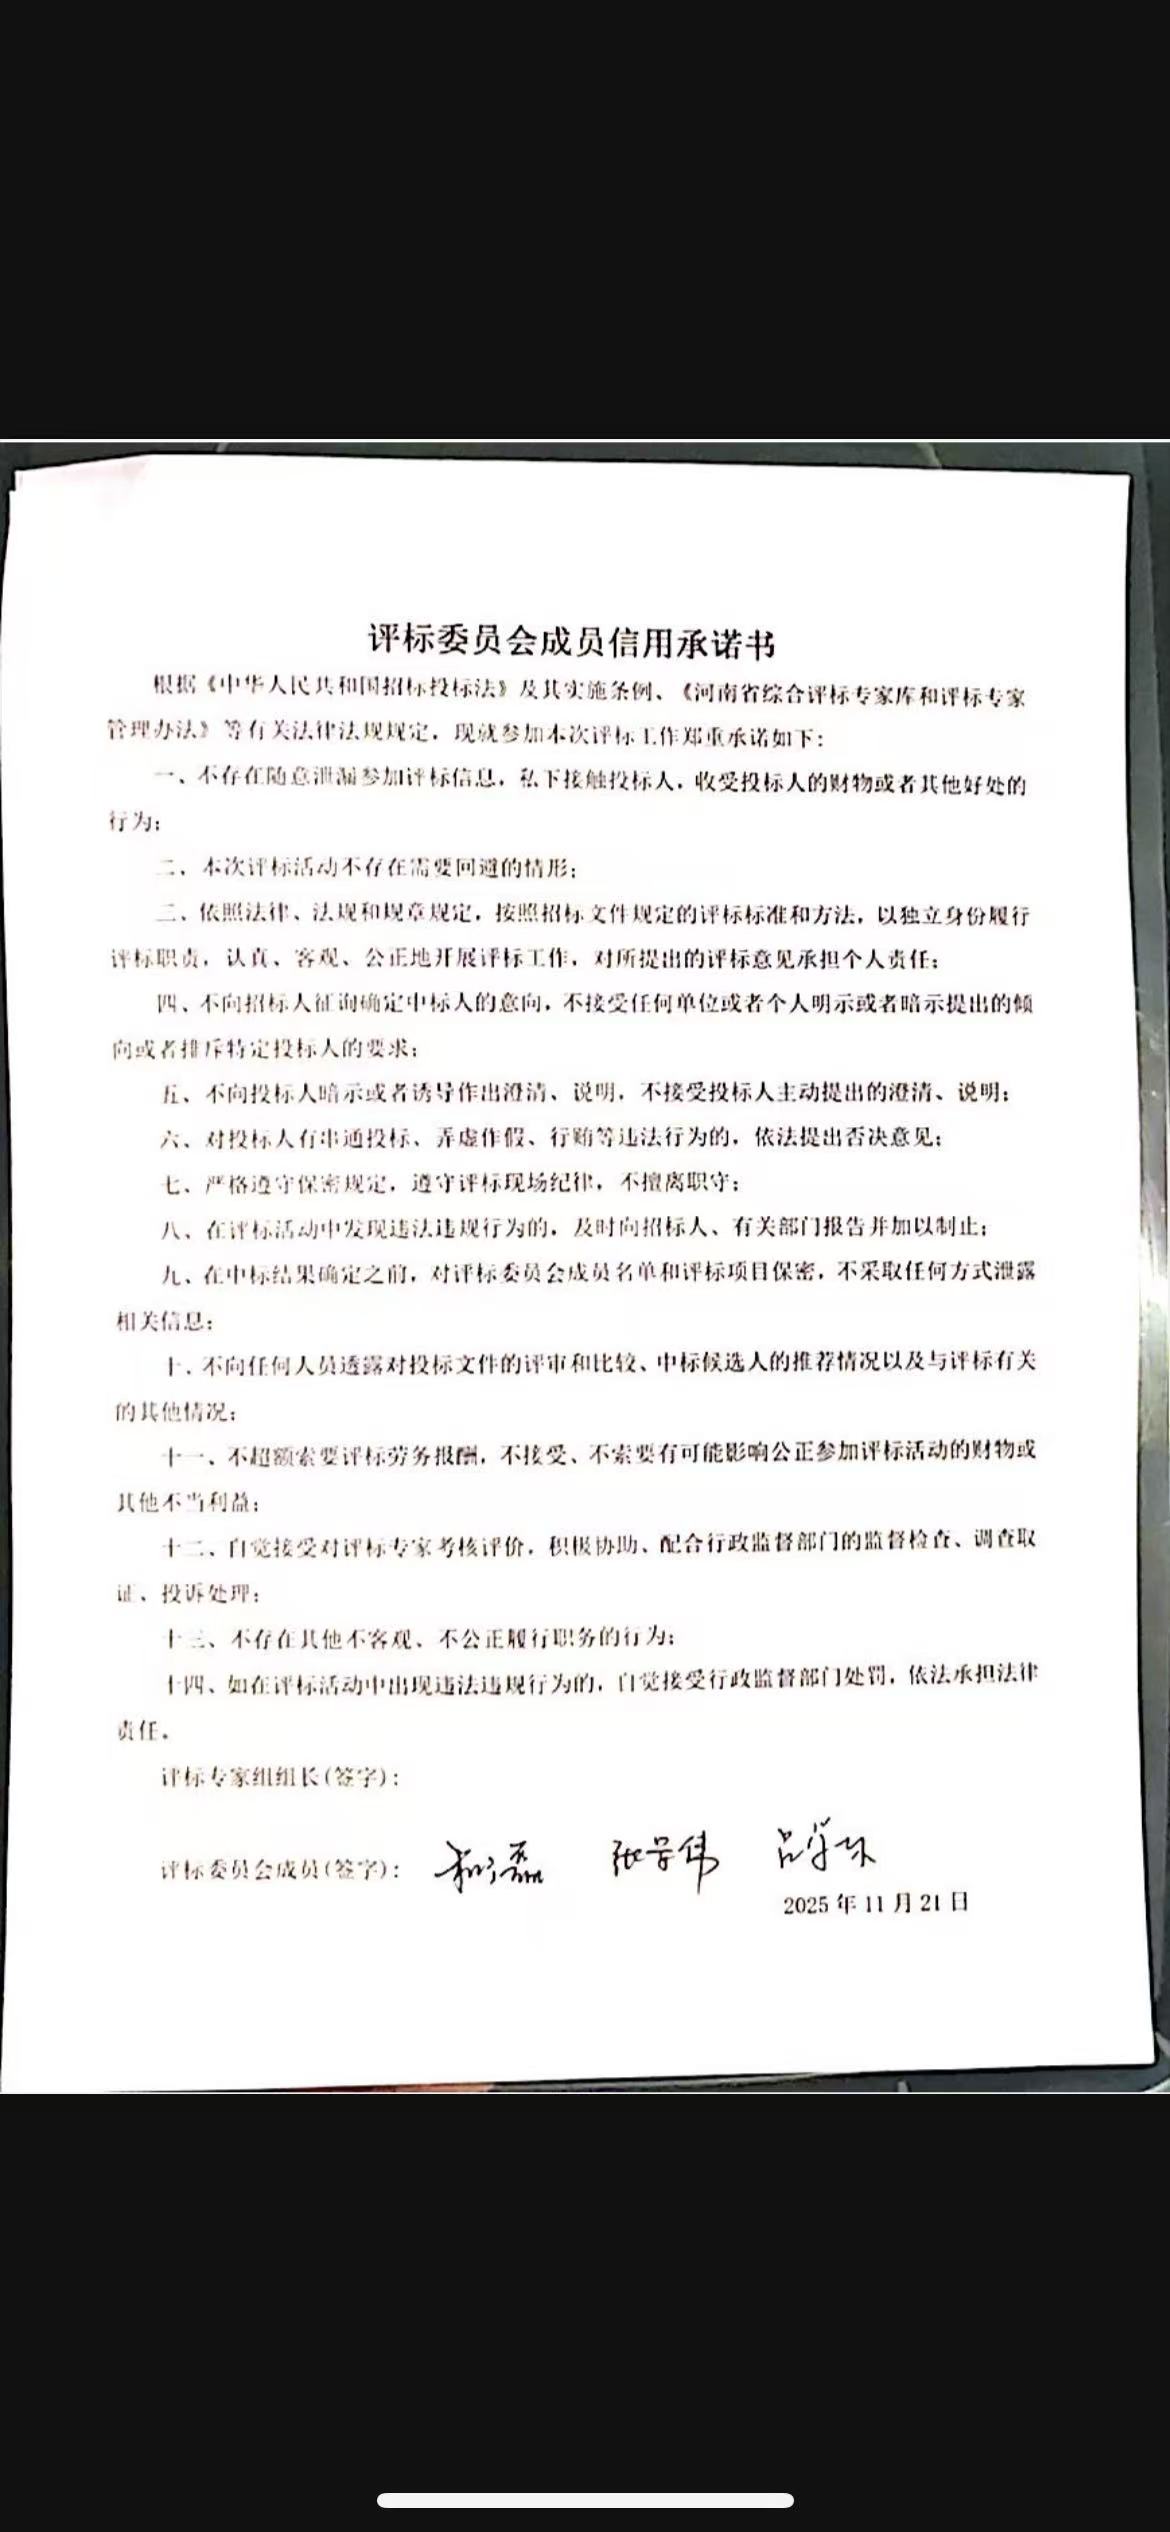 评标委员会成员信用承诺书
根据《中华人民共和国招标投标法》及其实施条例、《河南省综合评标专家库和评标专家
管理办法》等有关法律法规规定，现就参加本次评标工作郑重承诺如下：
一、不存在随意泄漏参加评标信息，私下接触投标人，收受投标人的财物或者其他好处的
行为；
二、本次评标活动不存在需要回避的情形；
三、依照法律、法规和规章规定，按照招标文件规定的评标标准和方法，以独立身份履行
评标职责，认真、客观、公正地开展评标工作，对所提出的评标意见承担个人责任；
四、不向招标人征询确定中标人的意向，不接受任何单位或者个人明示或者暗示提出的倾
向或者排斥特定投标人的要求；
五、不向投标人暗示或者诱导作出澄清、说明，不接受投标人主动提出的澄清、说明；
六、对投标人有串通投标、弄虚作假、行贿等违法行为的，依法提出否决意见；
七、严格遵守保密规定，遵守评标现场纪律，不擅离职守；
八、在评标活动中发现违法违规行为的，及时向招标人、有关部门报告并加以制止；
九、在中标结果确定之前，对评标委员会成员名单和评标项目保密，不采取任何方式泄露
相关信息；
十、不向任何人员透露对投标文件的评审和比较、中标候选人的推荐情况以及与评标有关
的其他情况；
十一、不超额索要评标劳务报酬，不接受、不索要有可能影响公正参加评标活动的财物或
其他不当利益；
十二、自觉接受对评标专家考核评价，积极协助、配合行政监督部门的监督检查、调查取
证、投诉处理；
十三、不存在其他不客观、不公正履行职务的行为；
十四、如在评标活动中出现违法违规行为的，自觉接受行政监督部门处罚，依法承担法律
责任。
评标专家组组长(签字)：
评标委员会成员(签字)：
2025年11月21日